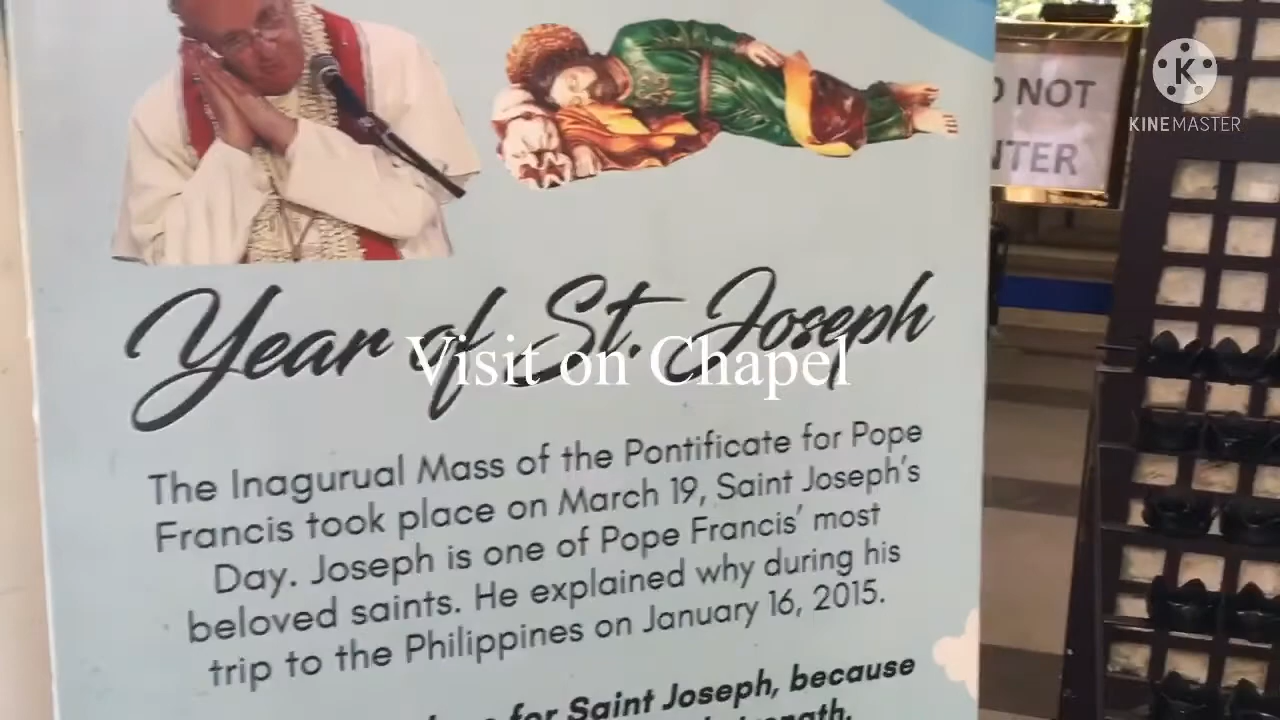 DO NOT
ENTER
KINEMASTER
Year of St. Joseph
Visit on Chapel
The Inagurual Mass of the Pontificate for Pope
Francis took place on March 19, Saint Joseph's
Day. Joseph is one of Pope Francis' most
beloved saints. He explained why during his
trip to the Philippines on January 16, 2015.
for Saint Joseph, because